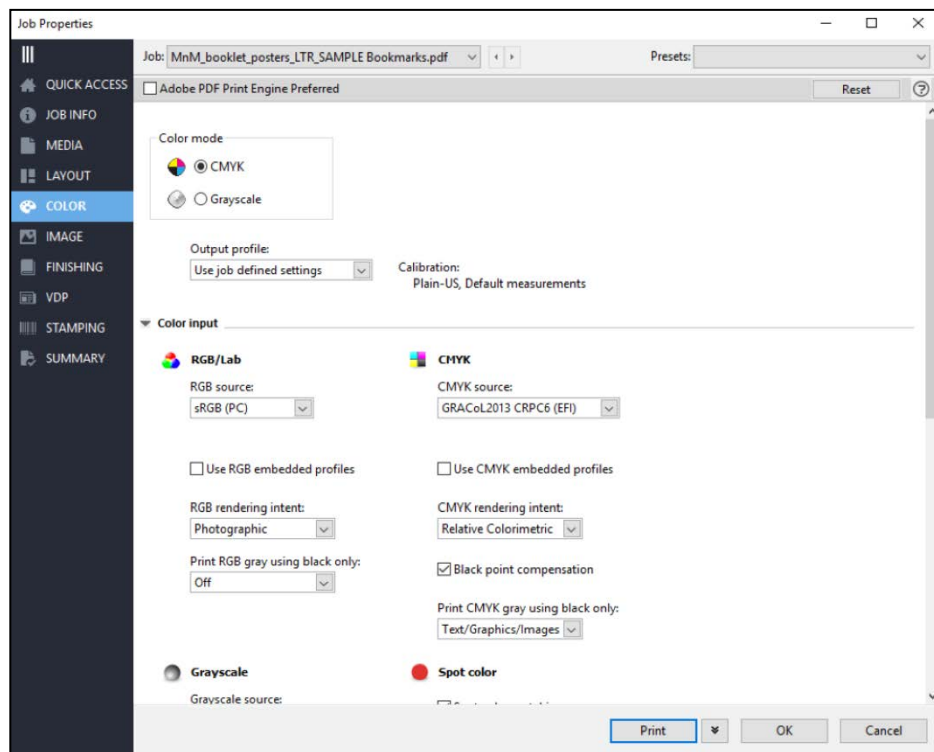 Job Properties
Job: MnM_booklet_posters_LTR_SAMPLE Bookmarks.pdf
Presets:
QUICK ACCESS
JOB INFO
MEDIA
LAYOUT
COLOR
IMAGE
FINISHING
VDP
STAMPING
SUMMARY
Adobe PDF Print Engine Preferred
Reset
?
Color mode
CMYK
Grayscale
Output profile:
Use job defined settings
Calibration:
Plain-US, Default measurements
Color input
RGB/Lab
RGB source:
sRGB (PC)
Use RGB embedded profiles
RGB rendering intent:
Photographic
Print RGB gray using black only:
Off
CMYK
CMYK source:
GRACoL2013 CRPC6 (EFI)
Use CMYK embedded profiles
CMYK rendering intent:
Relative Colorimetric
Black point compensation
Print CMYK gray using black only:
Text/Graphics/Images
Grayscale
Grayscale source:
Spot color
Print
OK
Cancel